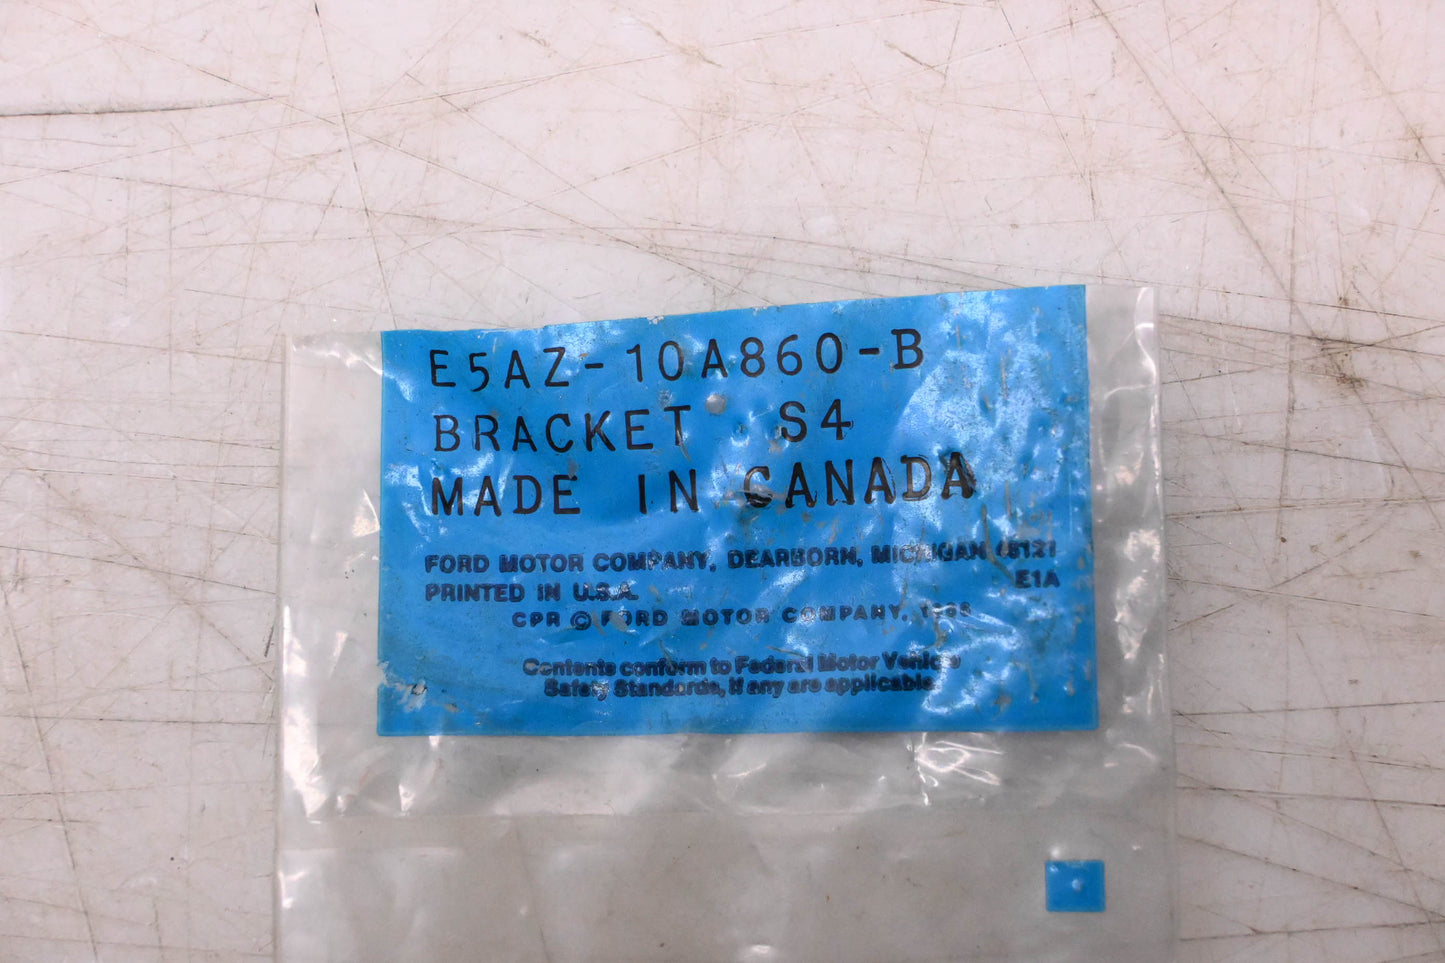 E5AZ-10A860-B
BRACKET S4
MADE IN CANADA
FORD MOTOR COMPANY, DEARBORN, MICHIGAN 48121
PRINTED IN U.S.A. E1A
CPR © FORD MOTOR COMPANY,
Contents conform to Federal Motor Vehicle
Safety Standards, if any are applicable.